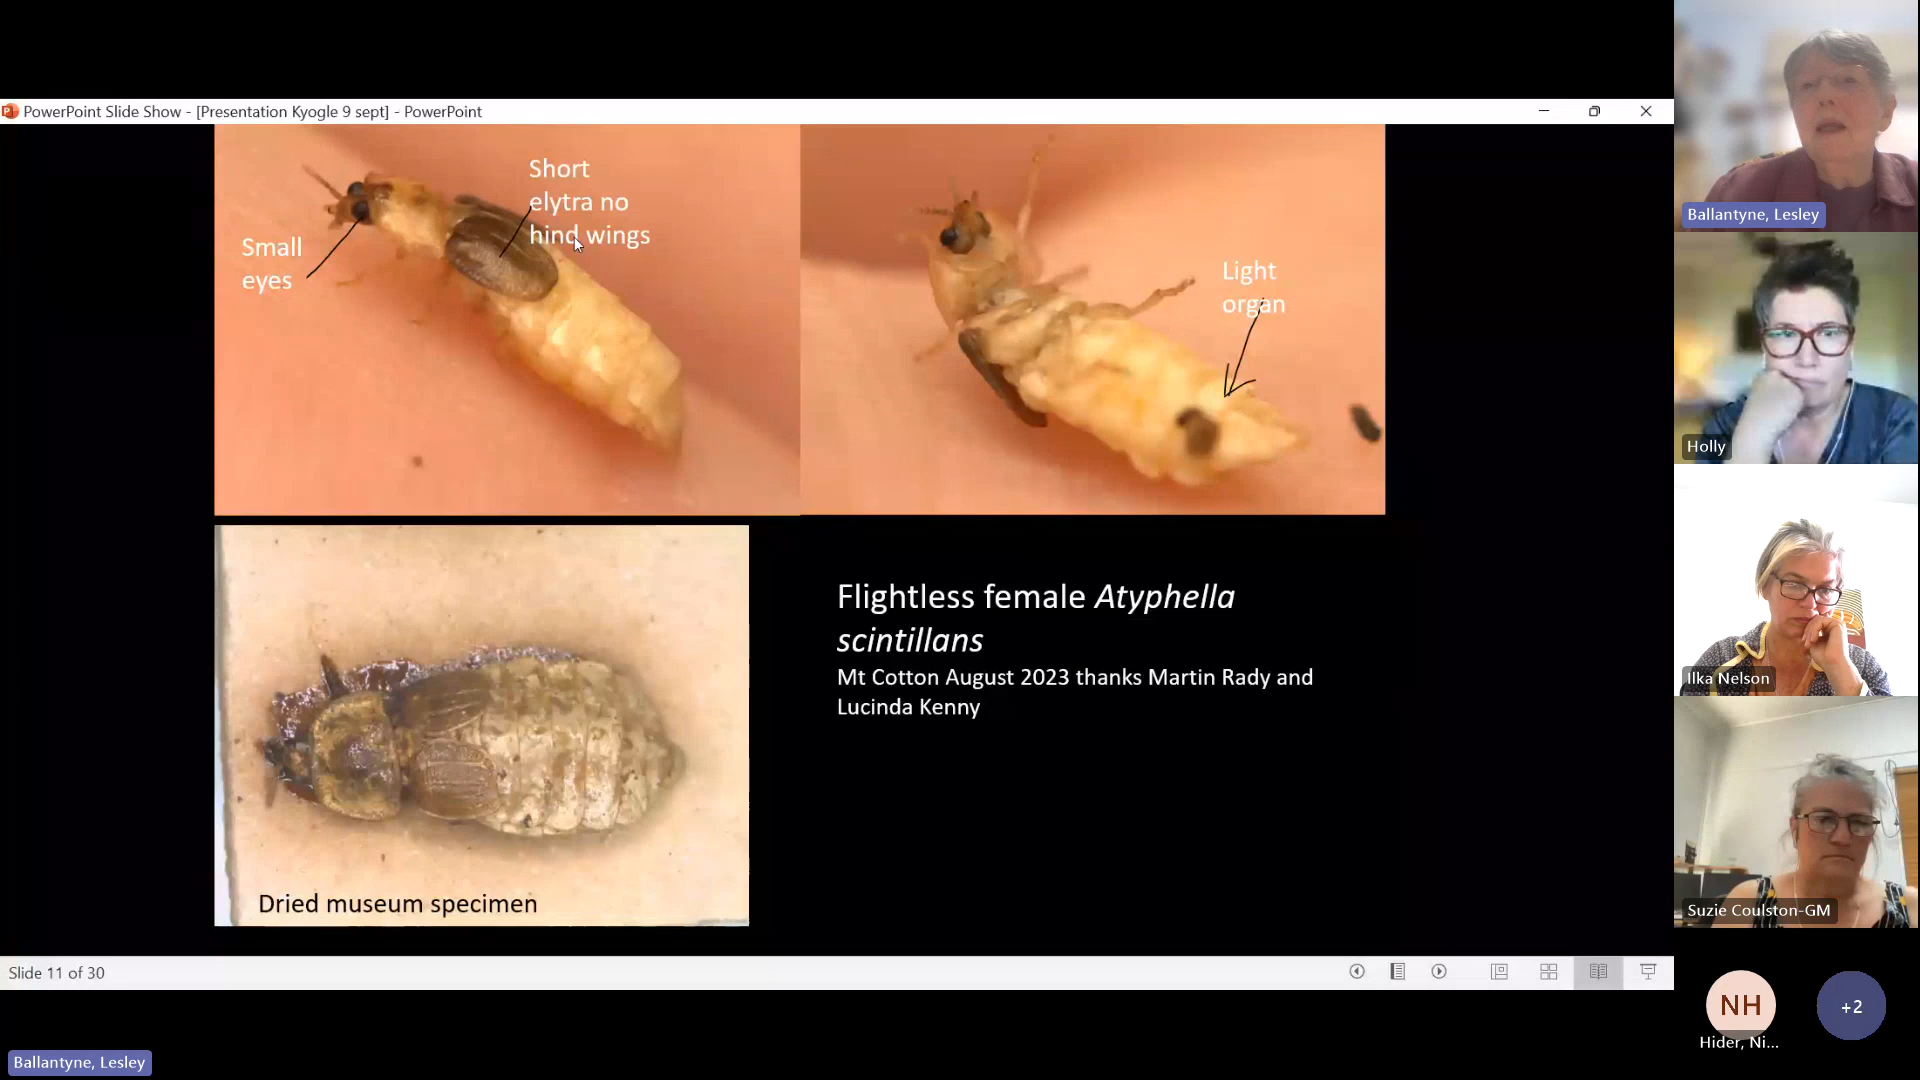 PowerPoint Slide Show - [Presentation Kyogle 9 sept] - PowerPoint
Short
elytra no
hind wings
Small
eyes
Light
organ
Flightless female Atyphella
scintillans
Mt Cotton August 2023 thanks Martin Rady and
Lucinda Kenny
Dried museum specimen
Slide 11 of 30
Ballantyne, Lesley
Ballantyne, Lesley
Holly
Ilka Nelson
Suzie Coulston-GM
NH
+2
Hider, Ni...